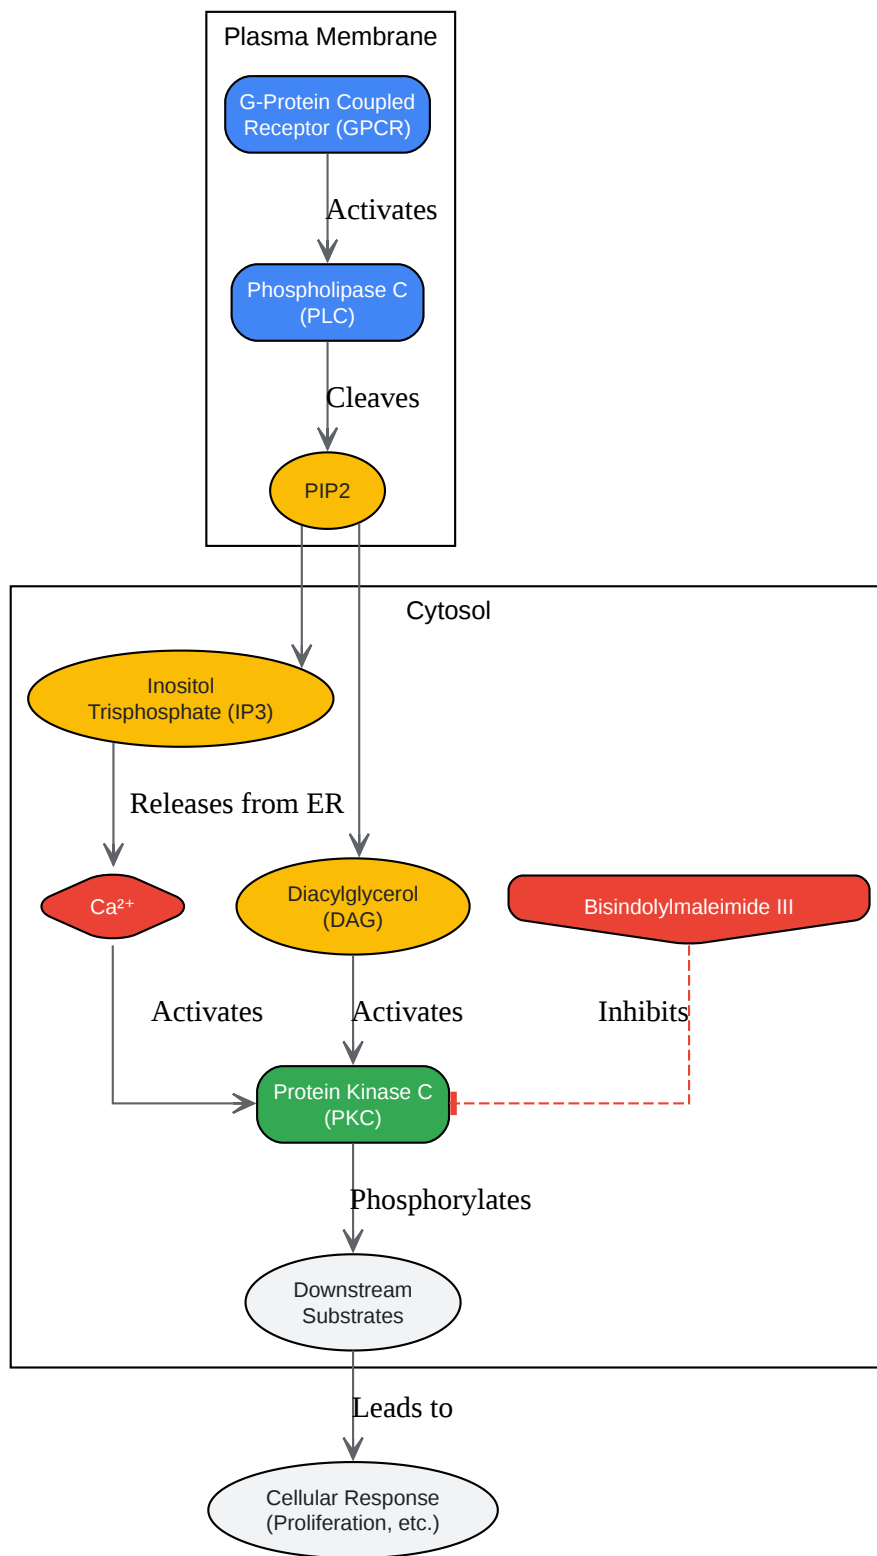 Plasma Membrane
G-Protein Coupled
Receptor (GPCR)
Activates
Phospholipase C
(PLC)
Cleaves
PIP2
Cytosol
Inositol
Trisphosphate (IP3)
Releases from ER
Ca²⁺
Diacylglycerol
(DAG)
Bisindolylmaleimide III
Activates
Activates
Inhibits
Protein Kinase C
(PKC)
Phosphorylates
Downstream
Substrates
Leads to
Cellular Response
(Proliferation, etc.)